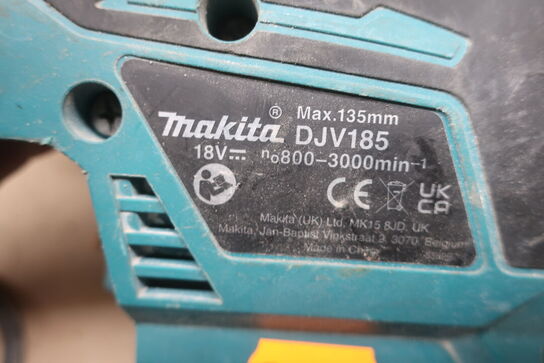 Max.135mm
makita® DJV185
18V⎓ n₀800-3000min⁻¹
CE UK CA
Makita (UK) Ltd, MK15 8JD, UK
Makita, Jan-Baptist Vinkstraat 2, 3070, Belgium
Made in China